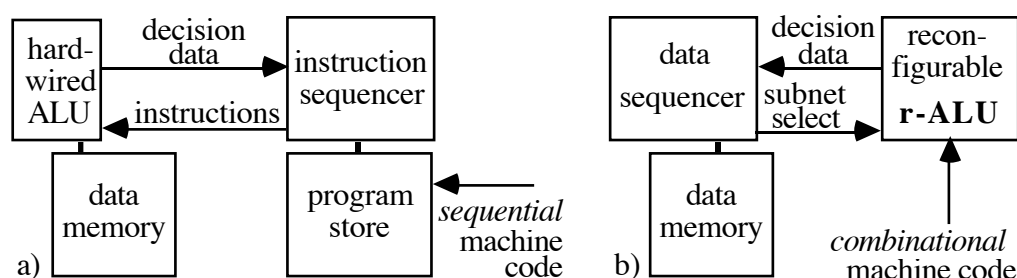 hard-
wired
ALU
decision
data
instructions
instruction
sequencer
data
memory
program
store
sequential
machine
code
a)
data
sequencer
decision
data
subnet
select
recon-
figurable
r-ALU
data
memory
combinational
machine code
b)